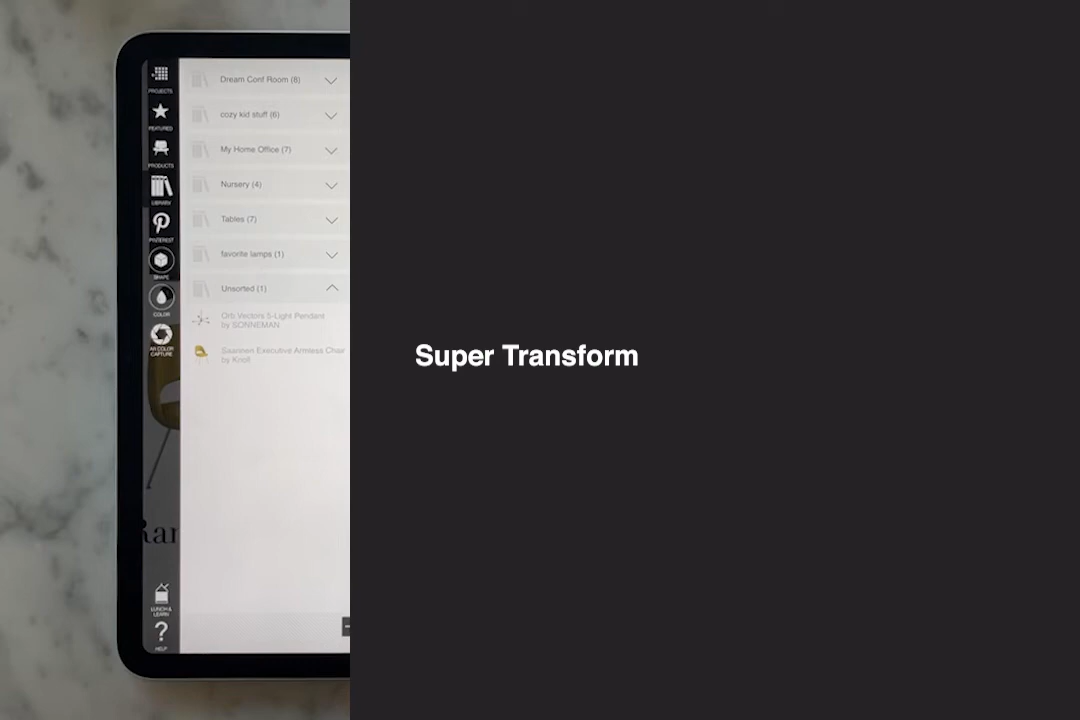 PROJECTS
FEATURED
PRODUCTS
LIBRARY
PINTEREST
SHAPE
COLOR
AR COLOR
CAPTURE
LUNCH &
LEARN
HELP
Dream Conf Room (8)
cozy kid stuff (6)
My Home Office (7)
Nursery (4)
Tables (7)
favorite lamps (1)
Unsorted (1)
Orb Vectors 5-Light Pendant
by SONNEMAN
Saarinen Executive Armless Chair
by Knoll
Super Transform